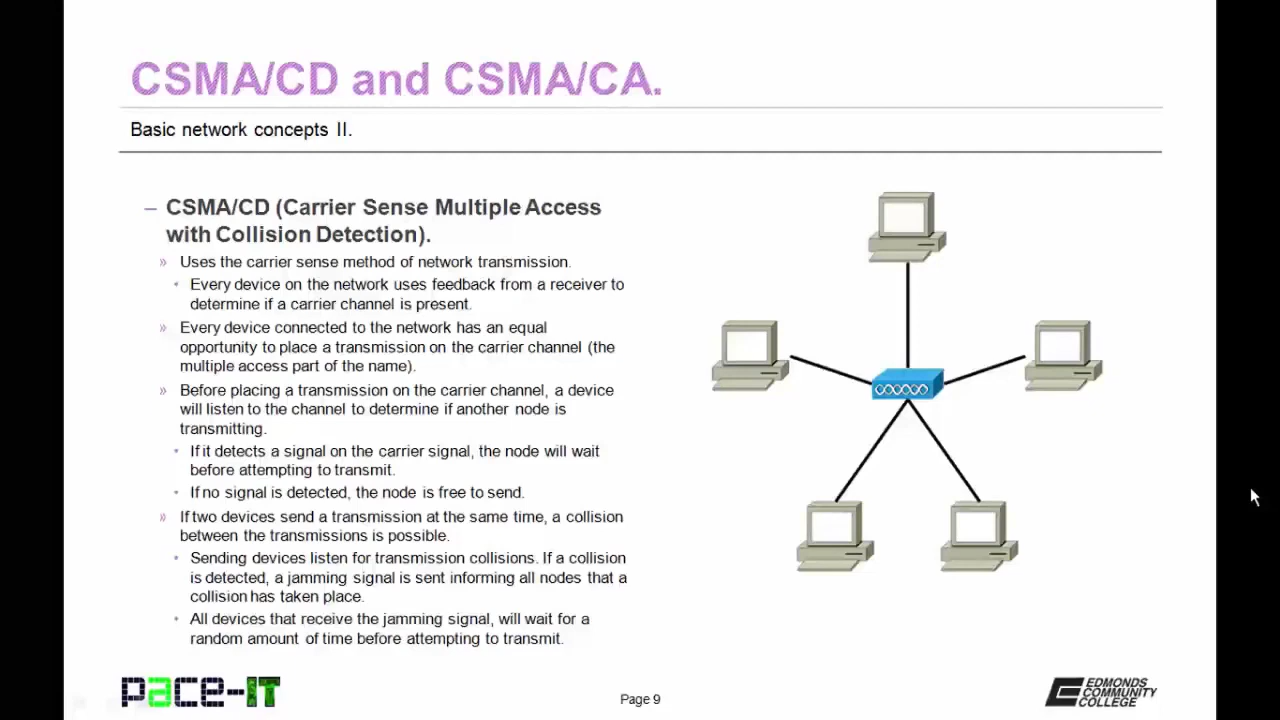 CSMA/CD and CSMA/CA.
Basic network concepts II.
– CSMA/CD (Carrier Sense Multiple Access
with Collision Detection).
» Uses the carrier sense method of network transmission.
• Every device on the network uses feedback from a receiver to
determine if a carrier channel is present.
» Every device connected to the network has an equal
opportunity to place a transmission on the carrier channel (the
multiple access part of the name).
» Before placing a transmission on the carrier channel, a device
will listen to the channel to determine if another node is
transmitting.
• If it detects a signal on the carrier signal, the node will wait
before attempting to transmit.
• If no signal is detected, the node is free to send.
» If two devices send a transmission at the same time, a collision
between the transmissions is possible.
• Sending devices listen for transmission collisions. If a collision
is detected, a jamming signal is sent informing all nodes that a
collision has taken place.
• All devices that receive the jamming signal, will wait for a
random amount of time before attempting to transmit.
pace-IT
Page 9
EDMONDS
COMMUNITY
COLLEGE